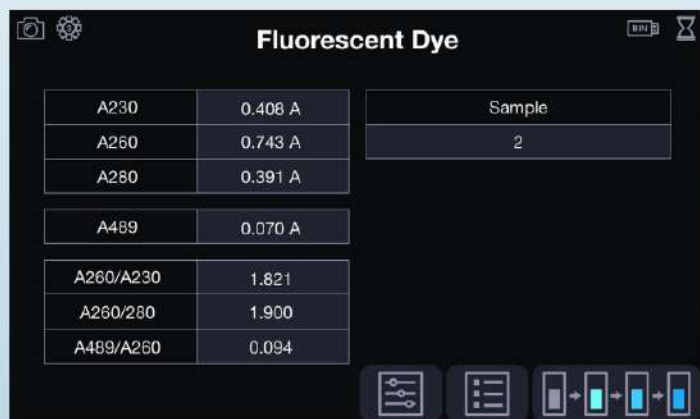 Fluorescent Dye
BIN
A230 0.408 A
A260 0.743 A
A280 0.391 A
A489 0.070 A
A260/A230 1.821
A260/280 1.900
A489/A260 0.094
Sample
2